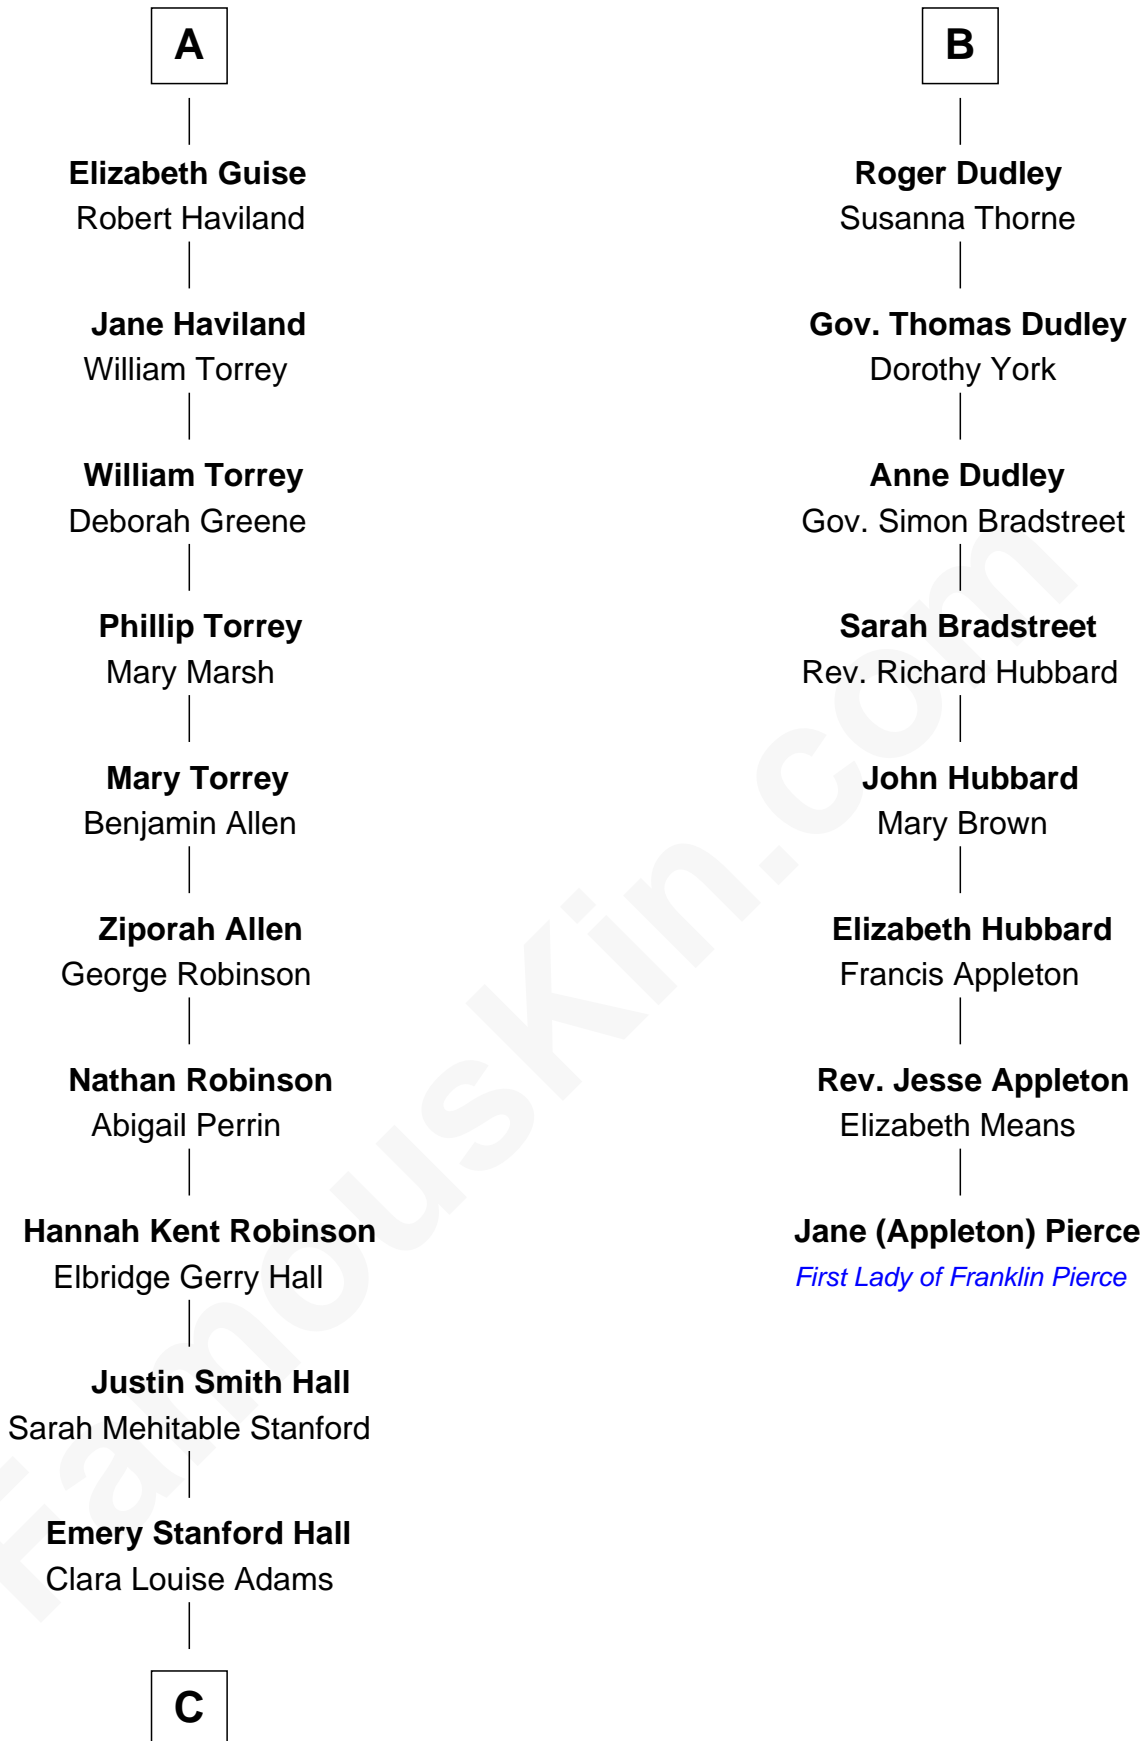 A
Elizabeth Guise
Robert Haviland
Jane Haviland
William Torrey
William Torrey
Deborah Greene
Phillip Torrey
Mary Marsh
Mary Torrey
Benjamin Allen
Ziporah Allen
George Robinson
Nathan Robinson
Abigail Perrin
Hannah Kent Robinson
Elbridge Gerry Hall
Justin Smith Hall
Sarah Mehitable Stanford
Emery Stanford Hall
Clara Louise Adams
C
B
Roger Dudley
Susanna Thorne
Gov. Thomas Dudley
Dorothy York
Anne Dudley
Gov. Simon Bradstreet
Sarah Bradstreet
Rev. Richard Hubbard
John Hubbard
Mary Brown
Elizabeth Hubbard
Francis Appleton
Rev. Jesse Appleton
Elizabeth Means
Jane (Appleton) Pierce
First Lady of Franklin Pierce
FamousKin.com